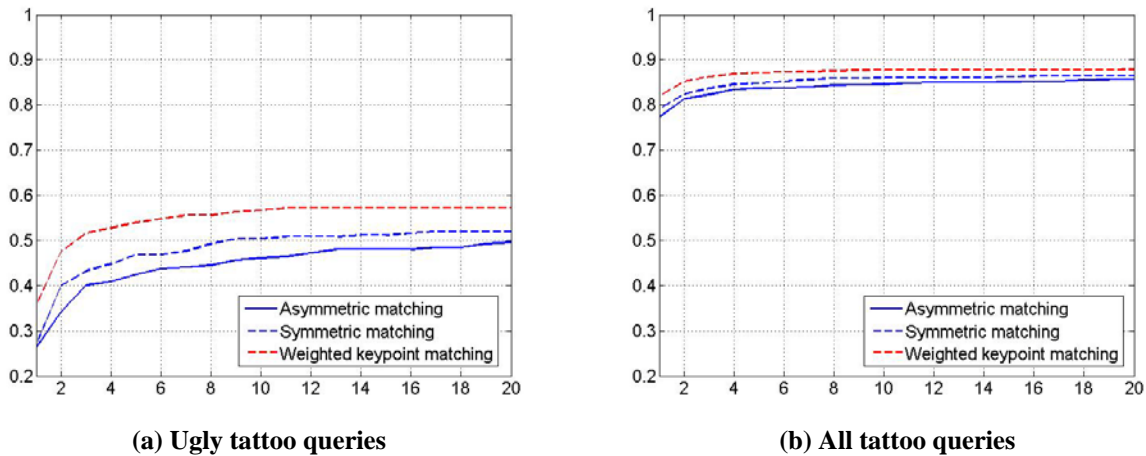 1
0.9
0.8
0.7
0.6
0.5
0.4
0.3
0.2
2 4 6 8 10 12 14 16 18 20
Asymmetric matching
Symmetric matching
Weighted keypoint matching
(a) Ugly tattoo queries
1
0.9
0.8
0.7
0.6
0.5
0.4
0.3
0.2
2 4 6 8 10 12 14 16 18 20
Asymmetric matching
Symmetric matching
Weighted keypoint matching
(b) All tattoo queries